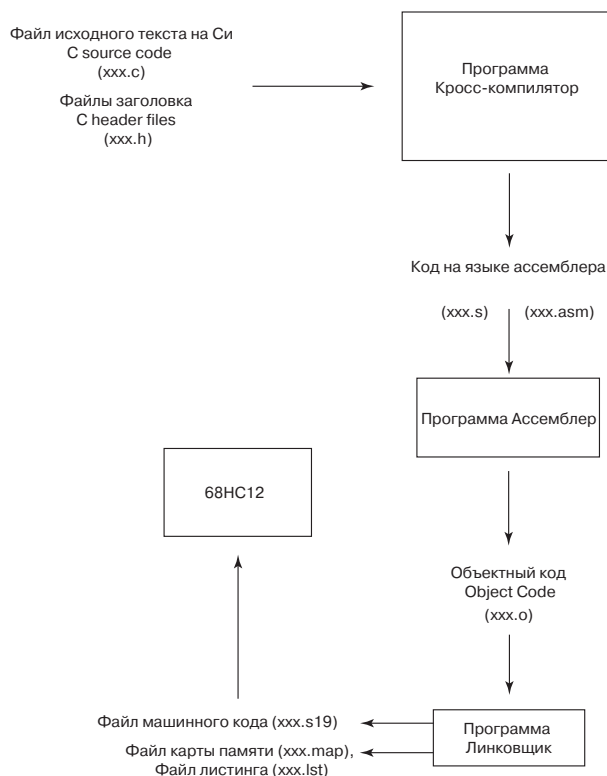 Файл исходного текста на Си
C source code
(xxx.c)
Файлы заголовка
C header files
(xxx.h)
Программа
Кросс-компилятор
Код на языке ассемблера
(xxx.s) (xxx.asm)
Программа Ассемблер
68HC12
Объектный код
Object Code
(xxx.o)
Файл машинного кода (xxx.s19)
Файл карты памяти (xxx.map),
Файл листинга (xxx.lst)
Программа
Линковщик